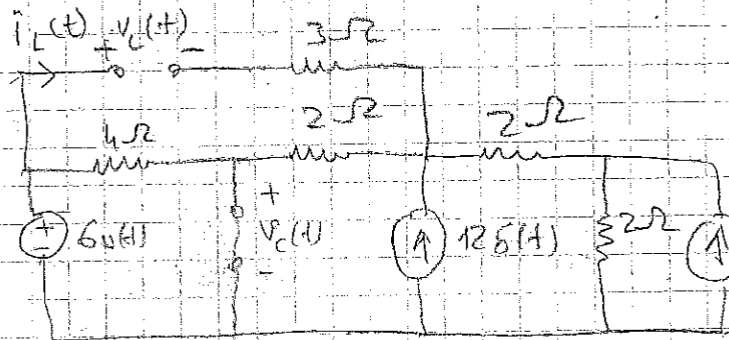 i_L(t) + v_L(t) - 3Ω
4Ω 2Ω 2Ω
+
6u(t) v_c(t) 12δ(t) 2Ω
-